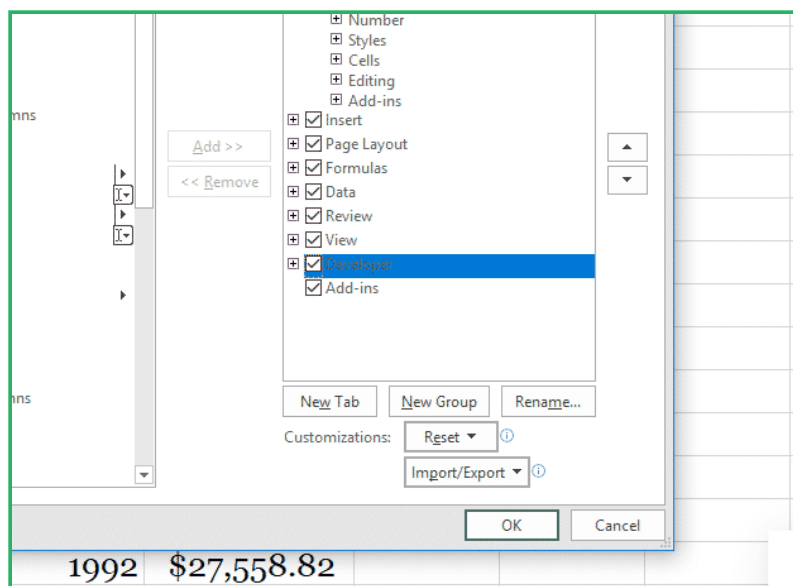 Number
Styles
Cells
Editing
Add-ins
Insert
mns
Page Layout
Add >>
Formulas
<< Remove
Data
Review
View
Developer
Add-ins
ns
New Tab New Group Rename...
Customizations: Reset
Import/Export
OK Cancel
1992 $27,558.82